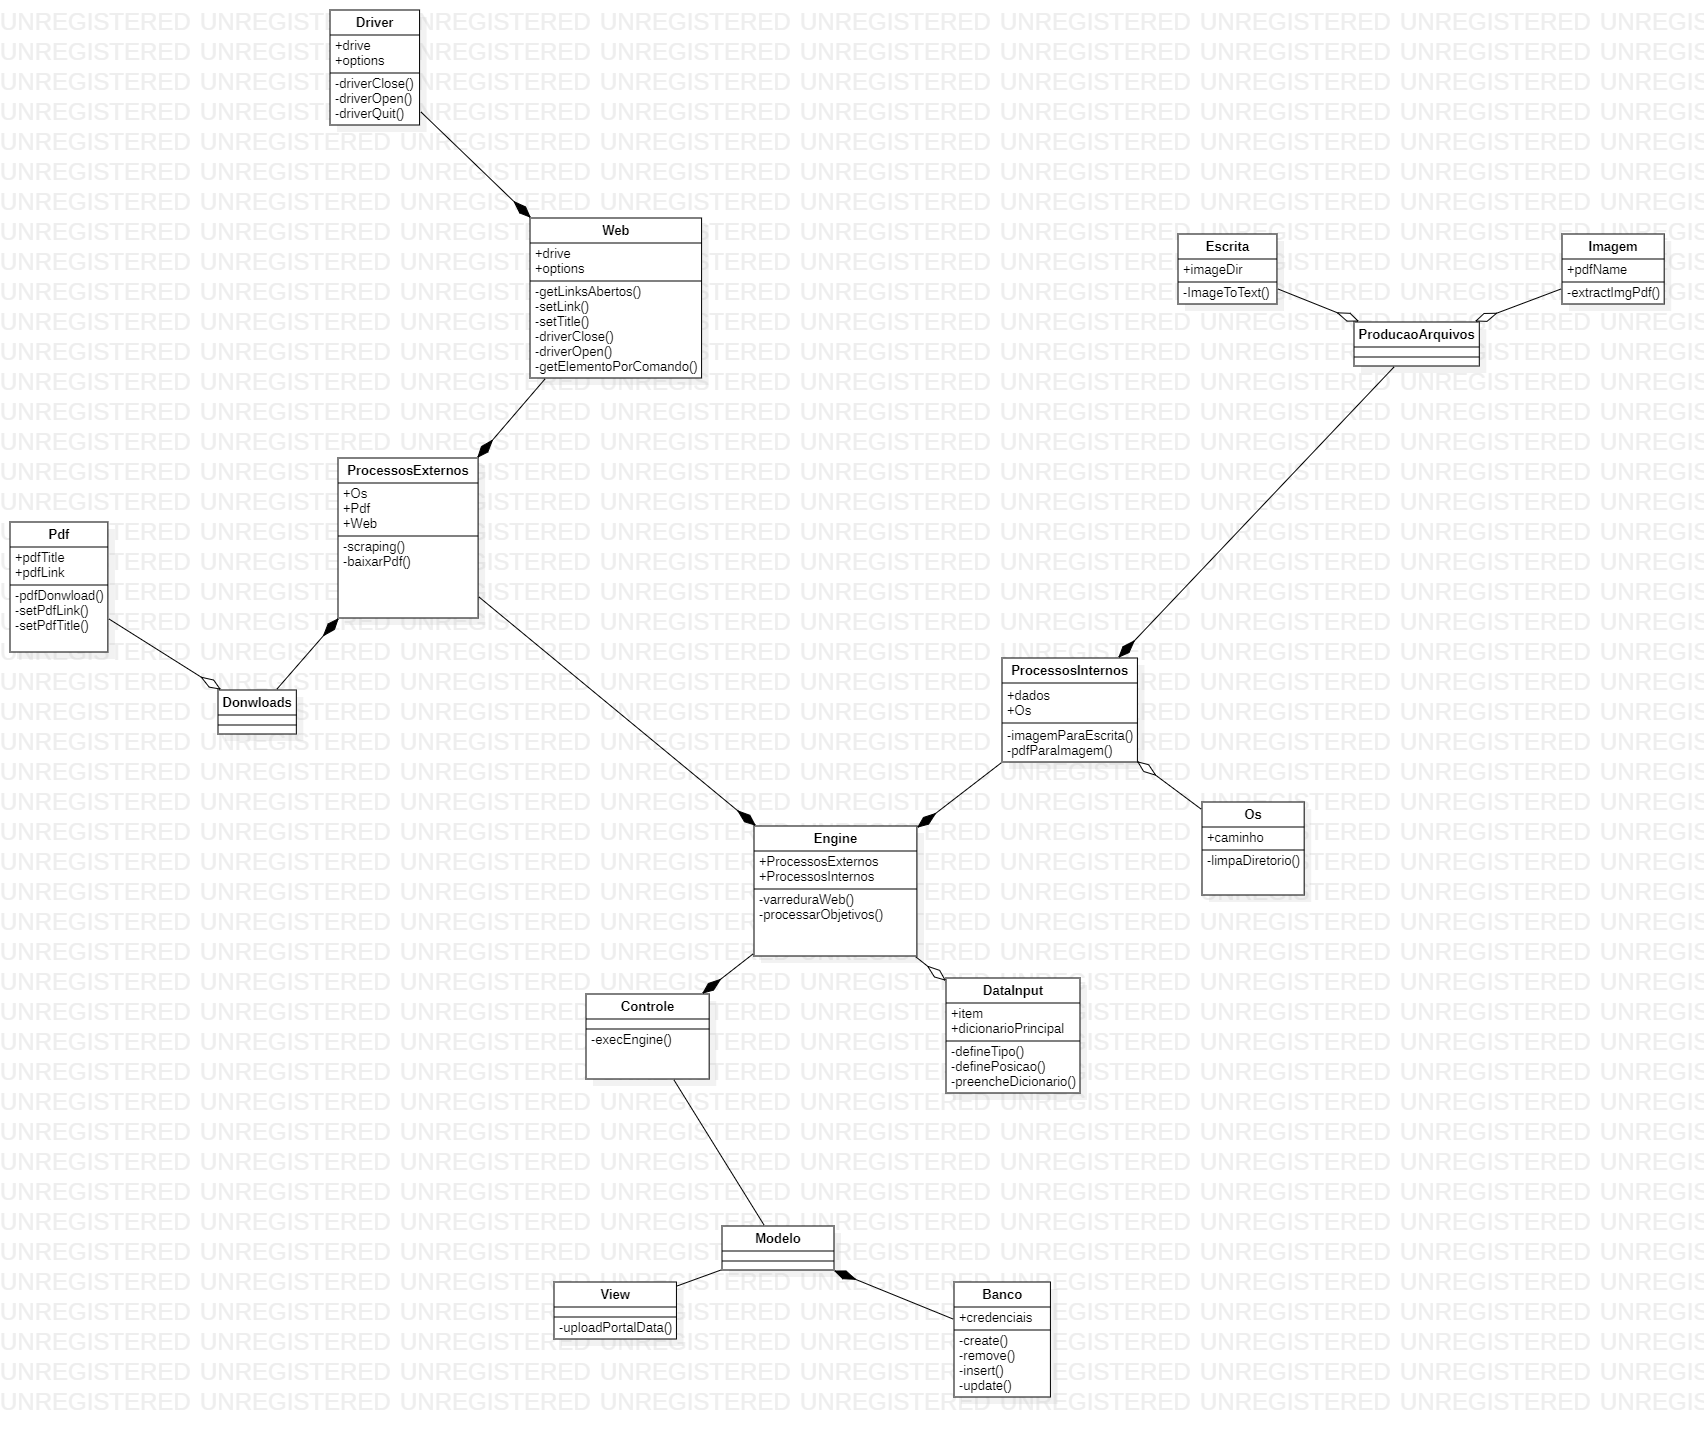 Driver
+drive
+options
-driverClose()
-driverOpen()
-driverQuit()
Web
+drive
+options
-getLinksAbertos()
-setLink()
-setTitle()
-driverClose()
-driverOpen()
-getElementoPorComando()
Escrita
+imageDir
-ImageToText()
Imagem
+pdfName
-extractImgPdf()
ProducaoArquivos
ProcessosExternos
+Os
+Pdf
+Web
-scraping()
-baixarPdf()
Pdf
+pdfTitle
+pdfLink
-pdfDonwload()
-setPdfLink()
-setPdfTitle()
Donwloads
ProcessosInternos
+dados
+Os
-imagemParaEscrita()
-pdfParaImagem()
Os
+caminho
-limpaDiretorio()
Engine
+ProcessosExternos
+ProcessosInternos
-varreduraWeb()
-processarObjetivos()
Controle
-execEngine()
DataInput
+item
+dicionarioPrincipal
-defineTipo()
-definePosicao()
-preencheDicionario()
Modelo
View
-uploadPortalData()
Banco
+credenciais
-create()
-remove()
-insert()
-update()
UNREGISTERED